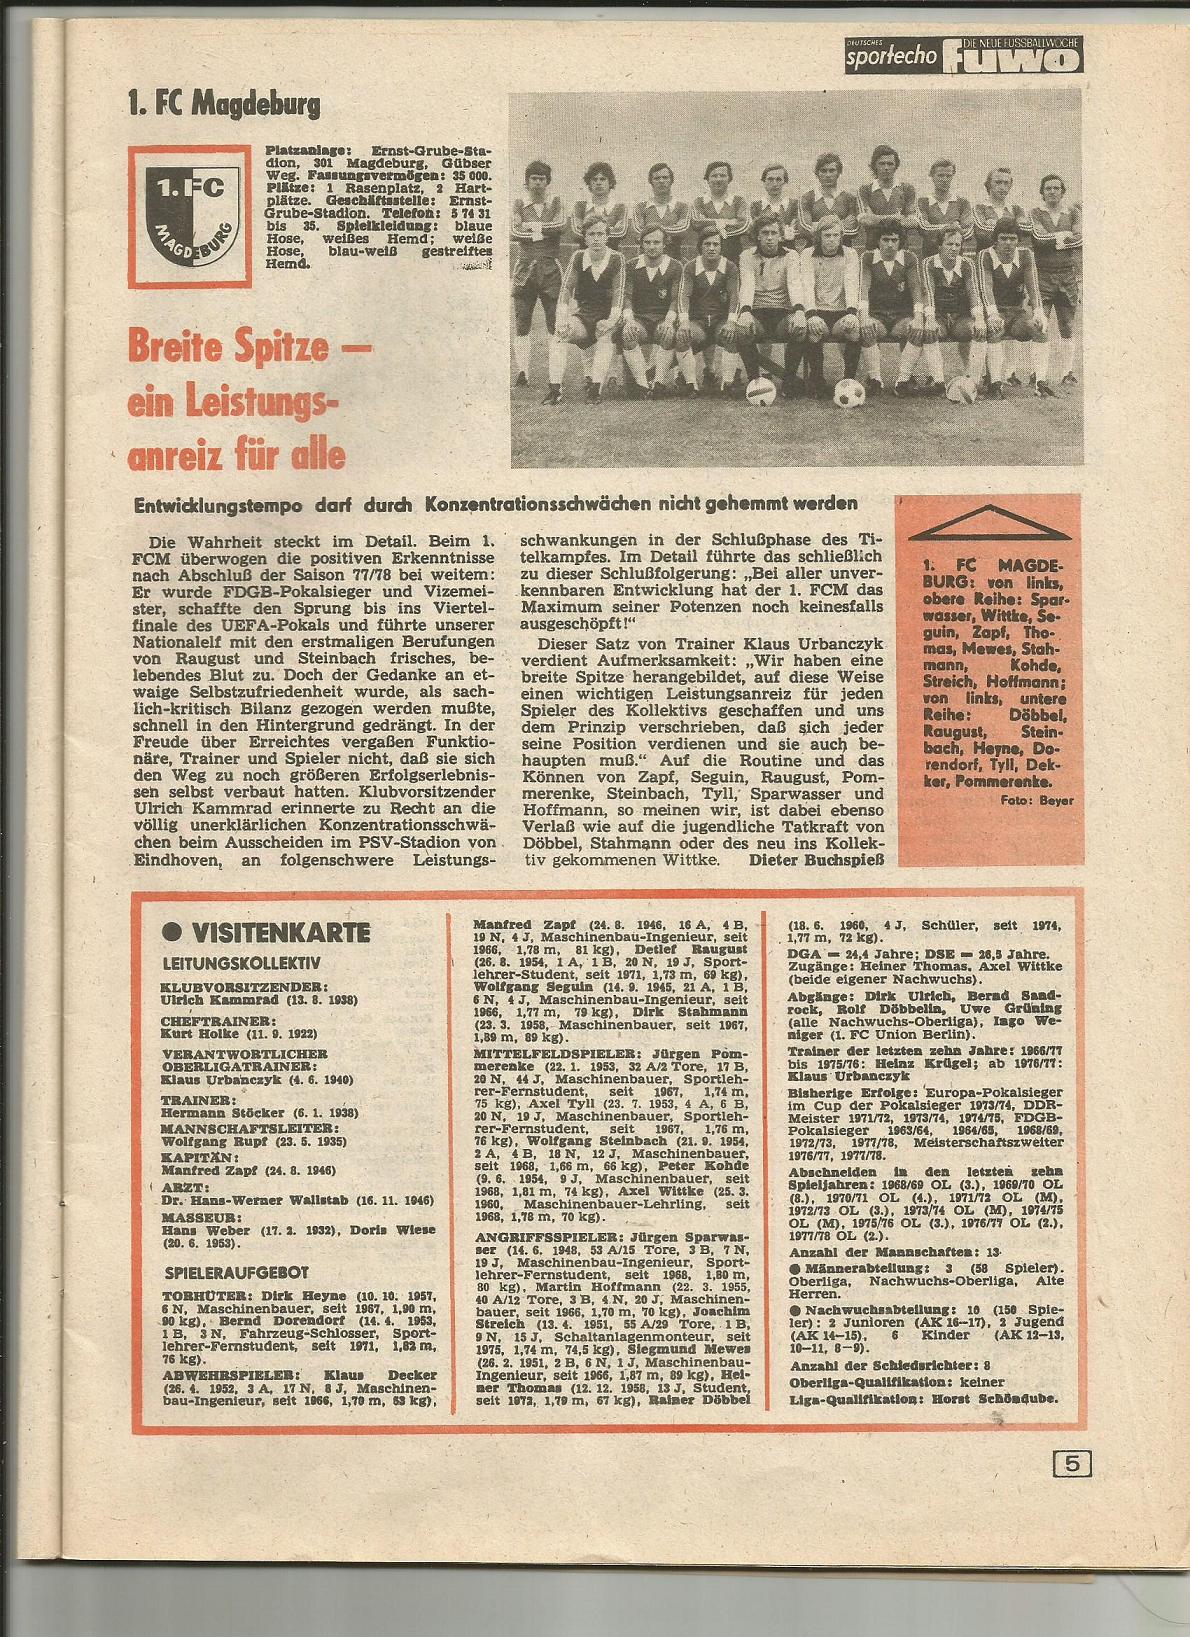 DEUTSCHES
sportecho
DIE NEUE FUSSBALLWOCHE
fuwo
1. FC Magdeburg
1. FC
MAGDEBURG
Platzanlage: Ernst-Grube-Sta-
dion, 301 Magdeburg, Gübser
Weg. Fassungsvermögen: 35 000.
Plätze: 1 Rasenplatz, 2 Hart-
plätze. Geschäftsstelle: Ernst-
Grube-Stadion. Telefon: 5 74 31
bis 35. Spielkleidung: blaue
Hose, weißes Hemd; weiße
Hose, blau-weiß gestreiftes
Hemd.
Breite Spitze —
ein Leistungs-
anreiz für alle
Entwicklungstempo darf durch Konzentrationsschwächen nicht gehemmt werden
Die Wahrheit steckt im Detail. Beim 1.
FCM überwogen die positiven Erkenntnisse
nach Abschluß der Saison 77/78 bei weitem:
Er wurde FDGB-Pokalsieger und Vizemei-
ster, schaffte den Sprung bis ins Viertel-
finale des UEFA-Pokals und führte unserer
Nationalelf mit den erstmaligen Berufungen
von Raugust und Steinbach frisches, be-
lebendes Blut zu. Doch der Gedanke an et-
waige Selbstzufriedenheit wurde, als sach-
lich-kritisch Bilanz gezogen werden mußte,
schnell in den Hintergrund gedrängt. In der
Freude über Erreichtes vergaßen Funktio-
näre, Trainer und Spieler nicht, daß sie sich
den Weg zu noch größeren Erfolgserlebnis-
sen selbst verbaut hatten. Klubvorsitzender
Ulrich Kammrad erinnerte zu Recht an die
völlig unerklärlichen Konzentrationsschwä-
chen beim Ausscheiden im PSV-Stadion von
Eindhoven, an folgenschwere Leistungs-
schwankungen in der Schlußphase des Ti-
telkampfes. Im Detail führte das schließlich
zu dieser Schlußfolgerung: „Bei aller unver-
kennbaren Entwicklung hat der 1. FCM das
Maximum seiner Potenzen noch keinesfalls
ausgeschöpft!“
Dieser Satz von Trainer Klaus Urbanczyk
verdient Aufmerksamkeit: „Wir haben eine
breite Spitze herangebildet, auf diese Weise
einen wichtigen Leistungsanreiz für jeden
Spieler des Kollektivs geschaffen und uns
dem Prinzip verschrieben, daß sich jeder
seine Position verdienen und sie auch be-
haupten muß.“ Auf die Routine und das
Können von Zapf, Seguin, Raugust, Pom-
merenke, Steinbach, Tyll, Sparwasser und
Hoffmann, so meinen wir, ist dabei ebenso
Verlaß wie auf die jugendliche Tatkraft von
Döbbel, Stahmann oder des neu ins Kollek-
tiv gekommenen Wittke. Dieter Buchspieß
1. FC MAGDE-
BURG: von links,
obere Reihe: Spar-
wasser, Wittke, Se-
guin, Zapf, Tho-
mas, Mewes, Stah-
mann, Kohde,
Streich, Hoffmann;
von links, untere
Reihe: Döbbel,
Raugust, Stein-
bach, Heyne, Do-
rendorf, Tyll, Dek-
ker, Pommerenke.
Foto: Beyer
● VISITENKARTE
LEITUNGSKOLLEKTIV
KLUBVORSITZENDER:
Ulrich Kammrad (13. 8. 1938)
CHEFTRAINER:
Kurt Holke (11. 9. 1922)
VERANTWORTLICHER
OBERLIGATRAINER:
Klaus Urbanczyk (4. 6. 1940)
TRAINER:
Hermann Stöcker (6. 1. 1938)
MANNSCHAFTSLEITER:
Wolfgang Rupf (23. 5. 1935)
KAPITÄN:
Manfred Zapf (24. 8. 1946)
ARZT:
Dr. Hans-Werner Wallstab (16. 11. 1946)
MASSEUR:
Hans Weber (17. 2. 1932), Doris Wiese
(20. 6. 1953).
SPIELERAUFGEBOT
TORHÜTER: Dirk Heyne (10. 10. 1957,
6 N, Maschinenbauer, seit 1967, 1,90 m,
90 kg), Bernd Dorendorf (14. 4. 1953,
1 B, 3 N, Fahrzeug-Schlosser, Sport-
lehrer-Fernstudent, seit 1971, 1,82 m,
76 kg).
ABWEHRSPIELER: Klaus Decker
(26. 4. 1952, 3 A, 17 N, 8 J, Maschinen-
bau-Ingenieur, seit 1966, 1,70 m, 63 kg),
Manfred Zapf (24. 8. 1946, 16 A, 4 B,
19 N, 4 J, Maschinenbau-Ingenieur, seit
1966, 1,78 m, 81 kg), Detlef Raugust
(26. 8. 1954, 1 A, 1 B, 20 N, 19 J, Sport-
lehrer-Student, seit 1971, 1,73 m, 69 kg),
Wolfgang Seguin (14. 9. 1945, 21 A, 1 B,
6 N, 4 J, Maschinenbau-Ingenieur, seit
1966, 1,77 m, 79 kg), Dirk Stahmann
(23. 3. 1958, Maschinenbauer, seit 1967,
1,89 m, 89 kg).
MITTELFELDSPIELER: Jürgen Pom-
merenke (22. 1. 1953, 32 A/2 Tore, 17 B,
20 N, 44 J, Maschinenbauer, Sportleh-
rer-Fernstudent, seit 1967, 1,74 m,
75 kg), Axel Tyll (23. 7. 1953, 4 A, 6 B,
20 N, 19 J, Maschinenbauer, Sportleh-
rer-Fernstudent, seit 1967, 1,76 m,
76 kg), Wolfgang Steinbach (21. 9. 1954,
2 A, 4 B, 18 N, 12 J, Maschinenbauer,
seit 1968, 1,66 m, 66 kg), Peter Kohde
(9. 6. 1954, 9 J, Maschinenbauer, seit
1968, 1,81 m, 74 kg), Axel Wittke (25. 3.
1960, Maschinenbauer-Lehrling, seit
1968, 1,78 m, 70 kg).
ANGRIFFSSPIELER: Jürgen Sparwas-
ser (14. 6. 1948, 53 A/15 Tore, 3 B, 7 N,
19 J, Maschinenbau-Ingenieur, Sport-
lehrer-Fernstudent, seit 1968, 1,80 m,
80 kg), Martin Hoffmann (22. 3. 1955,
40 A/12 Tore, 3 B, 4 N, 20 J, Maschinen-
bauer, seit 1966, 1,70 m, 70 kg), Joachim
Streich (13. 4. 1951, 55 A/29 Tore, 1 B,
9 N, 15 J, Schaltanlagenmonteur, seit
1975, 1,74 m, 74,5 kg), Siegmund Mewes
(26. 2. 1951, 2 B, 6 N, 1 J, Maschinenbau-
Ingenieur, seit 1966, 1,87 m, 89 kg), Hei-
ner Thomas (12. 12. 1958, 13 J, Student,
seit 1972, 1,79 m, 67 kg), Rainer Döbbel
(18. 6. 1960, 4 J, Schüler, seit 1974,
1,77 m, 72 kg).
DGA = 24,4 Jahre; DSE = 26,5 Jahre.
Zugänge: Heiner Thomas, Axel Wittke
(beide eigener Nachwuchs).
Abgänge: Dirk Ulrich, Bernd Sand-
rock, Rolf Döbbelin, Uwe Grüning
(alle Nachwuchs-Oberliga), Ingo We-
niger (1. FC Union Berlin).
Trainer der letzten zehn Jahre: 1966/77
bis 1975/76: Heinz Krügel; ab 1976/77:
Klaus Urbanczyk
Bisherige Erfolge: Europa-Pokalsieger
im Cup der Pokalsieger 1973/74, DDR-
Meister 1971/72, 1973/74, 1974/75, FDGB-
Pokalsieger 1963/64, 1964/65, 1968/69,
1972/73, 1977/78, Meisterschaftszweiter
1976/77, 1977/78.
Abschneiden in den letzten zehn
Spieljahren: 1968/69 OL (3.), 1969/70 OL
(8.), 1970/71 OL (4.), 1971/72 OL (M),
1972/73 OL (3.), 1973/74 OL (M), 1974/75
OL (M), 1975/76 OL (3.), 1976/77 OL (2.),
1977/78 OL (2.).
Anzahl der Mannschaften: 13
● Männerabteilung: 3 (58 Spieler).
Oberliga, Nachwuchs-Oberliga, Alte
Herren.
● Nachwuchsabteilung: 10 (150 Spie-
ler): 2 Junioren (AK 16–17), 2 Jugend
(AK 14–15), 6 Kinder (AK 12–13,
10–11, 8–9).
Anzahl der Schiedsrichter: 8
Oberliga-Qualifikation: keiner
Liga-Qualifikation: Horst Schöndube.
5